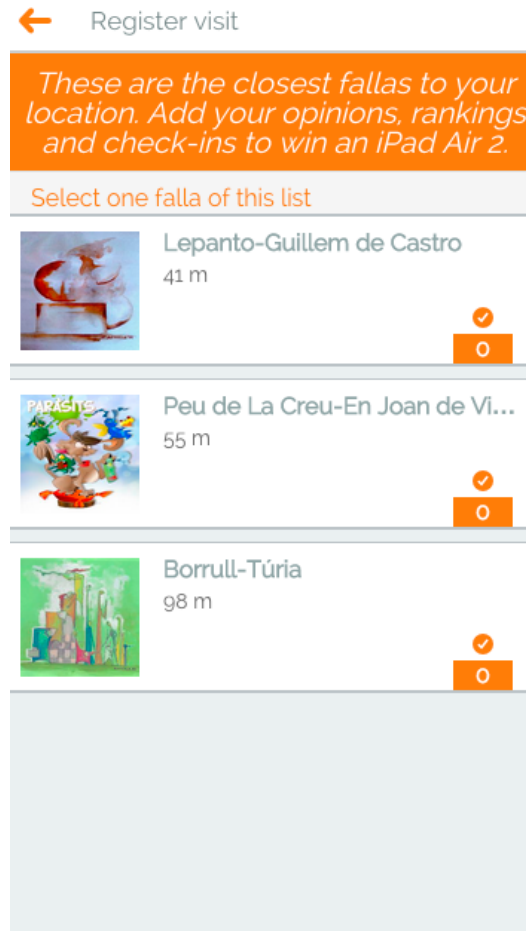 Register visit
These are the closest fallas to your
location. Add your opinions, rankings
and check-ins to win an iPad Air 2.
Select one falla of this list
Lepanto-Guillem de Castro
41 m
0
PARÀSITS
Peu de La Creu-En Joan de Vi...
55 m
0
Borrull-Túria
98 m
0